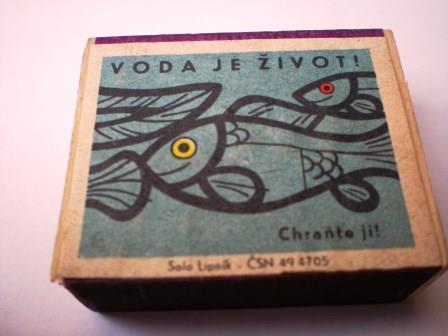 VODA JE ŽIVOT!
Chraňte ji!
Solo Lipník - ČSN 49 4705